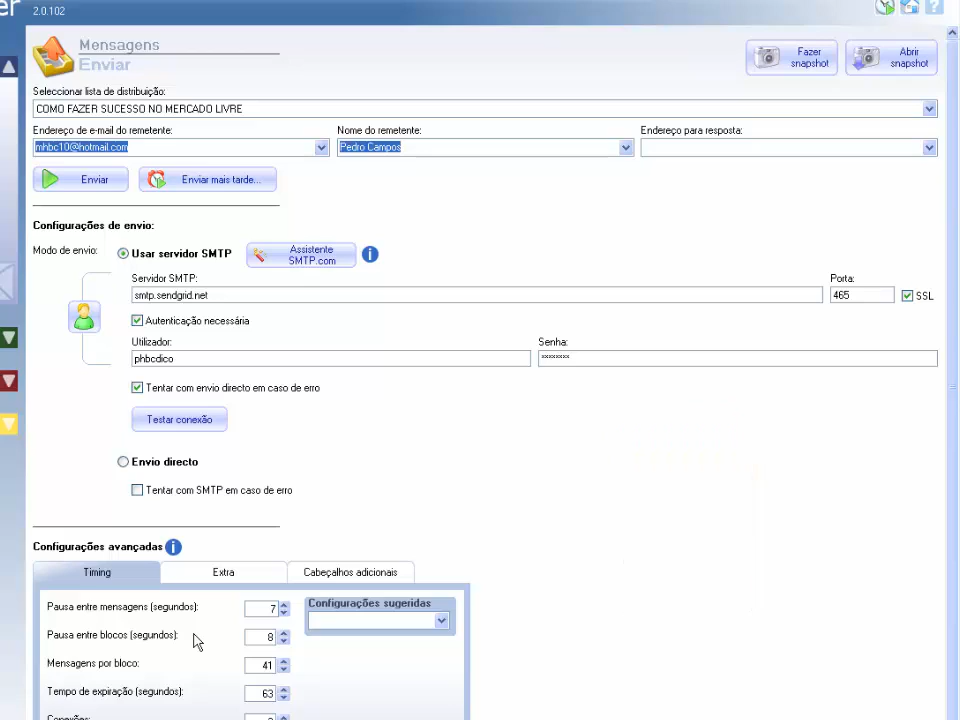 er
2.0.102
Mensagens
Enviar
Fazer snapshot
Abrir snapshot
Seleccionar lista de distribuição:
COMO FAZER SUCESSO NO MERCADO LIVRE
Endereço de e-mail do remetente:
Nome do remetente:
Endereço para resposta:
mhbc10@hotmail.com
Pedro Campos
Enviar
Enviar mais tarde...
Configurações de envio:
Modo de envio:
Usar servidor SMTP
Assistente SMTP.com
Servidor SMTP:
Porta:
smtp.sendgrid.net
465
SSL
Autenticação necessária
Utilizador:
Senha:
phbcdico
********
Tentar com envio directo em caso de erro
Testar conexão
Envio directo
Tentar com SMTP em caso de erro
Configurações avançadas
Timing
Extra
Cabeçalhos adicionais
Pausa entre mensagens (segundos):
7
Configurações sugeridas
Pausa entre blocos (segundos):
8
Mensagens por bloco:
41
Tempo de expiração (segundos):
63
Conexões: